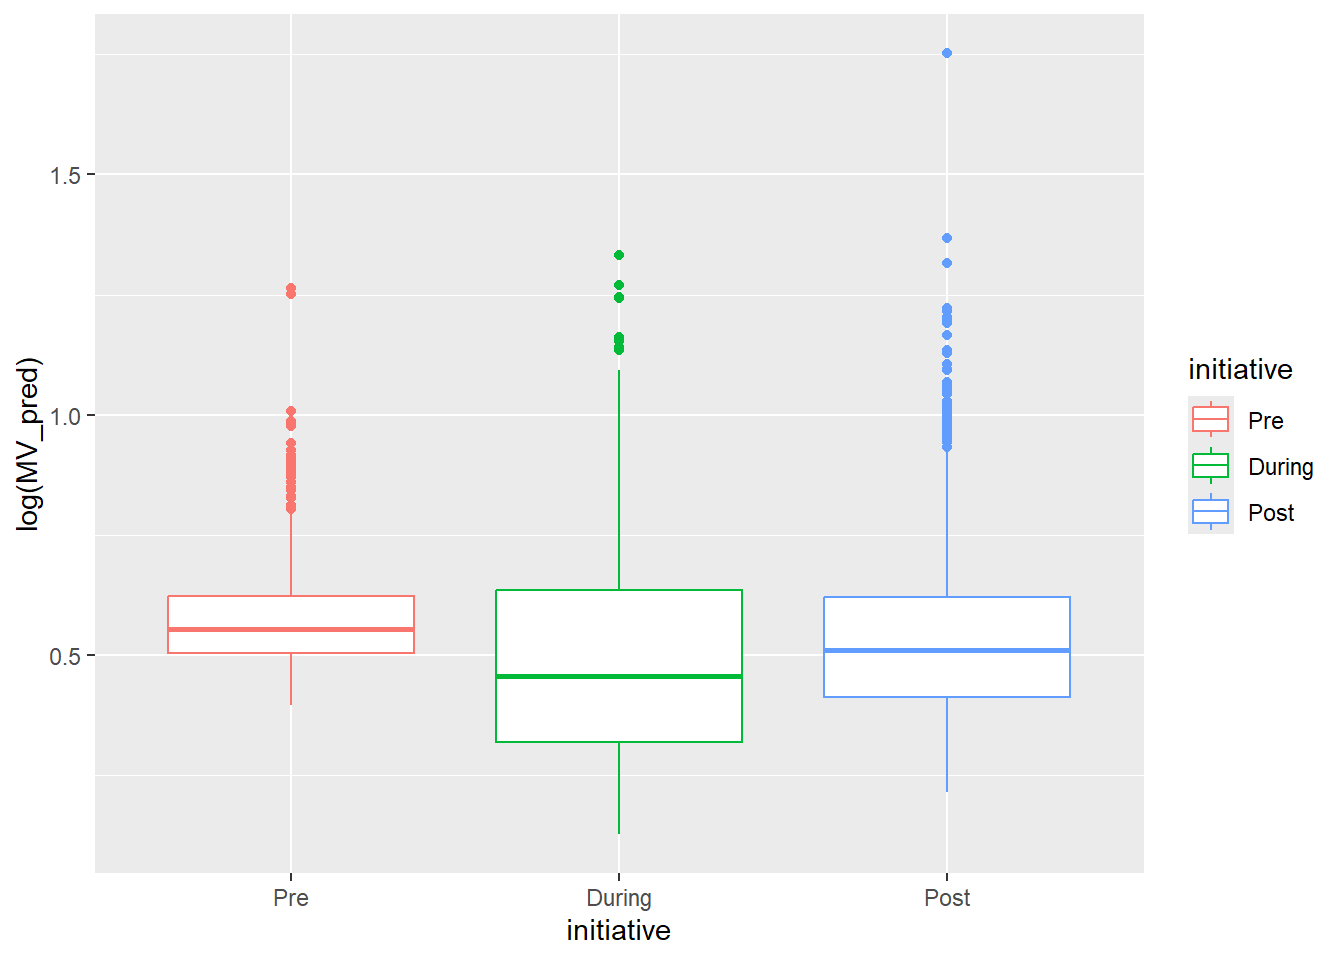 log(MV_pred)
1.5
1.0
0.5
Pre
During
Post
initiative
initiative
Pre
During
Post